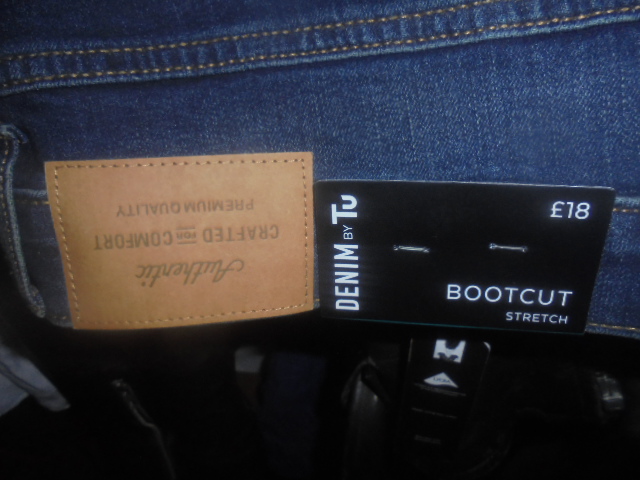 Authentic
CRAFTED FOR COMFORT
PREMIUM QUALITY
DENIM BY TU
£18
BOOTCUT
STRETCH